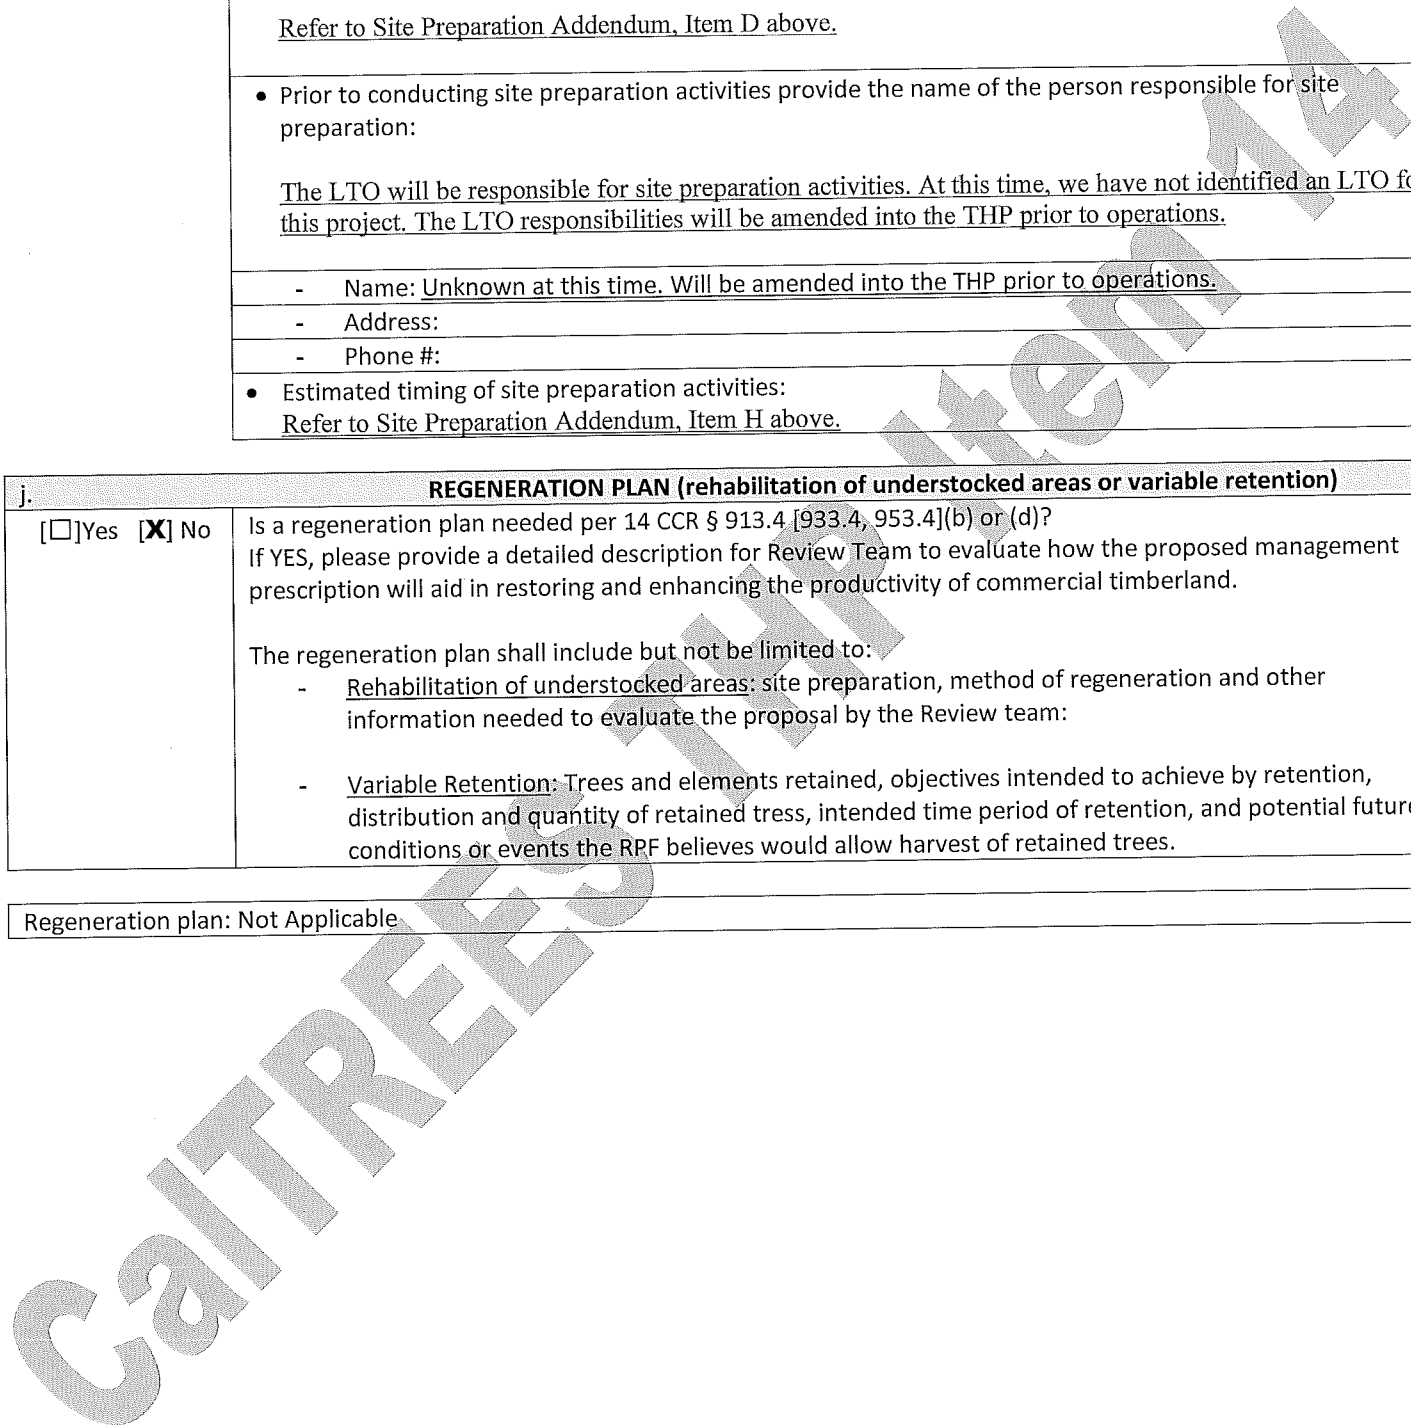 Refer to Site Preparation Addendum, Item D above.
• Prior to conducting site preparation activities provide the name of the person responsible for site
preparation:
The LTO will be responsible for site preparation activities. At this time, we have not identified an LTO fo
this project. The LTO responsibilities will be amended into the THP prior to operations.
- Name: Unknown at this time. Will be amended into the THP prior to operations.
- Address:
- Phone #:
• Estimated timing of site preparation activities:
Refer to Site Preparation Addendum, Item H above.
j. REGENERATION PLAN (rehabilitation of understocked areas or variable retention)
[☐]Yes [X] No Is a regeneration plan needed per 14 CCR § 913.4 [933.4, 953.4](b) or (d)?
If YES, please provide a detailed description for Review Team to evaluate how the proposed management
prescription will aid in restoring and enhancing the productivity of commercial timberland.
The regeneration plan shall include but not be limited to:
- Rehabilitation of understocked areas: site preparation, method of regeneration and other
information needed to evaluate the proposal by the Review team:
- Variable Retention: Trees and elements retained, objectives intended to achieve by retention,
distribution and quantity of retained tress, intended time period of retention, and potential future
conditions or events the RPF believes would allow harvest of retained trees.
Regeneration plan: Not Applicable
CalTREES THP Item 14